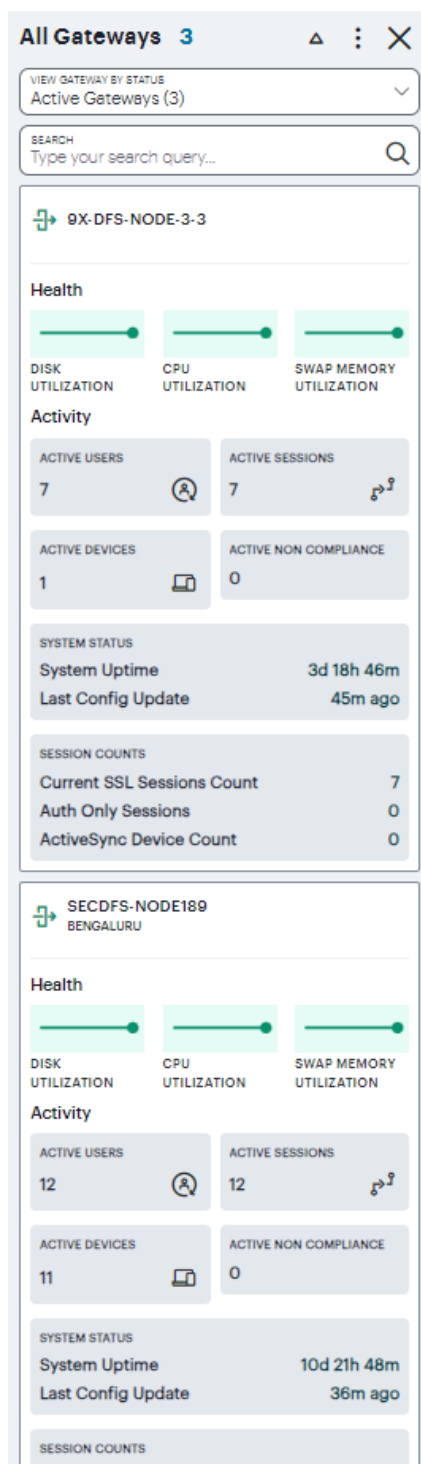 All Gateways 3
VIEW GATEWAY BY STATUS
Active Gateways (3)
SEARCH
Type your search query...
9X-DFS-NODE-3-3
Health
DISK UTILIZATION
CPU UTILIZATION
SWAP MEMORY UTILIZATION
Activity
ACTIVE USERS
7
ACTIVE SESSIONS
7
ACTIVE DEVICES
1
ACTIVE NON COMPLIANCE
0
SYSTEM STATUS
System Uptime 3d 18h 46m
Last Config Update 45m ago
SESSION COUNTS
Current SSL Sessions Count 7
Auth Only Sessions 0
ActiveSync Device Count 0
SECDFS-NODE189
BENGALURU
Health
DISK UTILIZATION
CPU UTILIZATION
SWAP MEMORY UTILIZATION
Activity
ACTIVE USERS
12
ACTIVE SESSIONS
12
ACTIVE DEVICES
11
ACTIVE NON COMPLIANCE
0
SYSTEM STATUS
System Uptime 10d 21h 48m
Last Config Update 36m ago
SESSION COUNTS